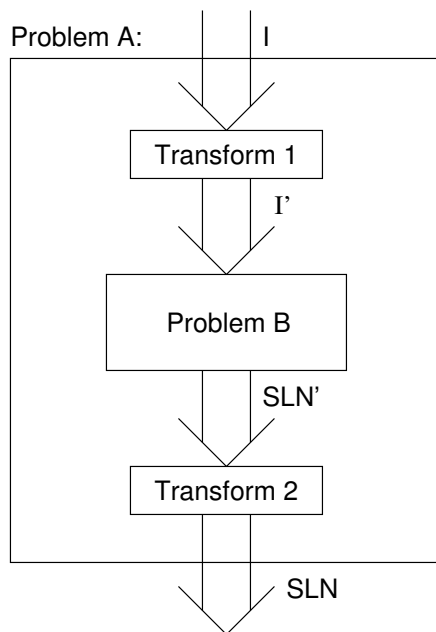 Problem A:
I
Transform 1
I'
Problem B
SLN'
Transform 2
SLN